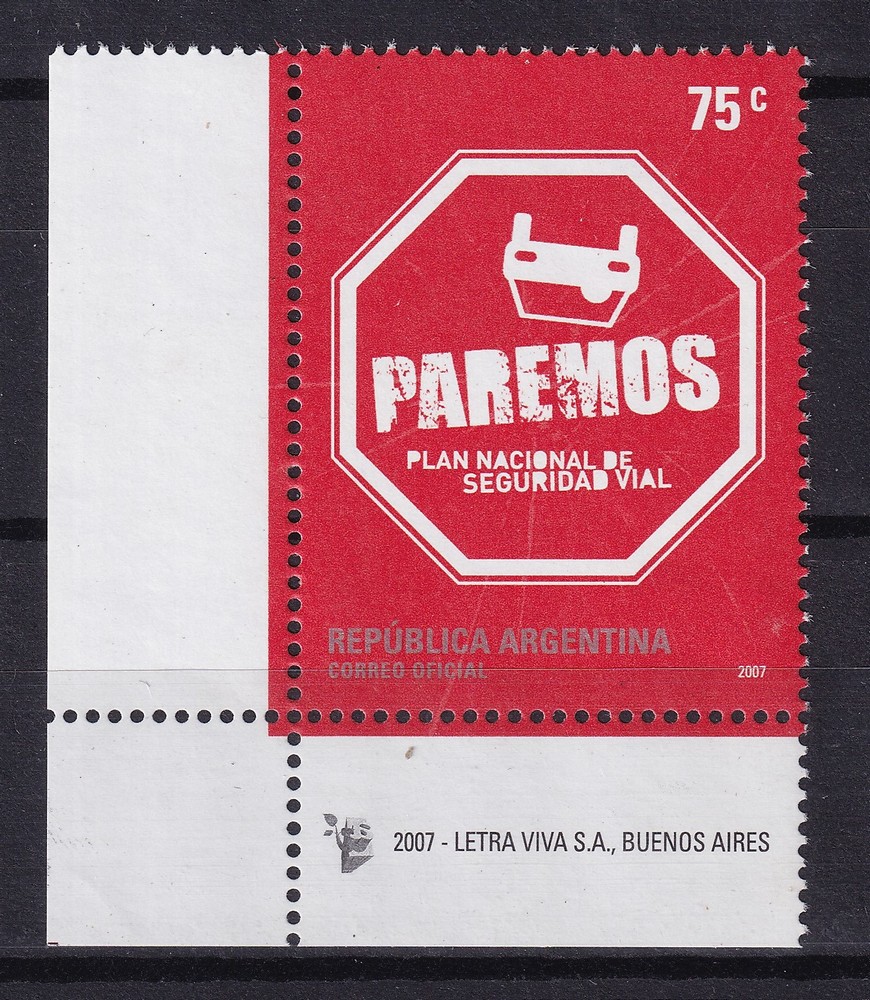 75 c
PAREMOS
PLAN NACIONAL DE
SEGURIDAD VIAL
REPÚBLICA ARGENTINA
CORREO OFICIAL
2007
2007 - LETRA VIVA S.A., BUENOS AIRES